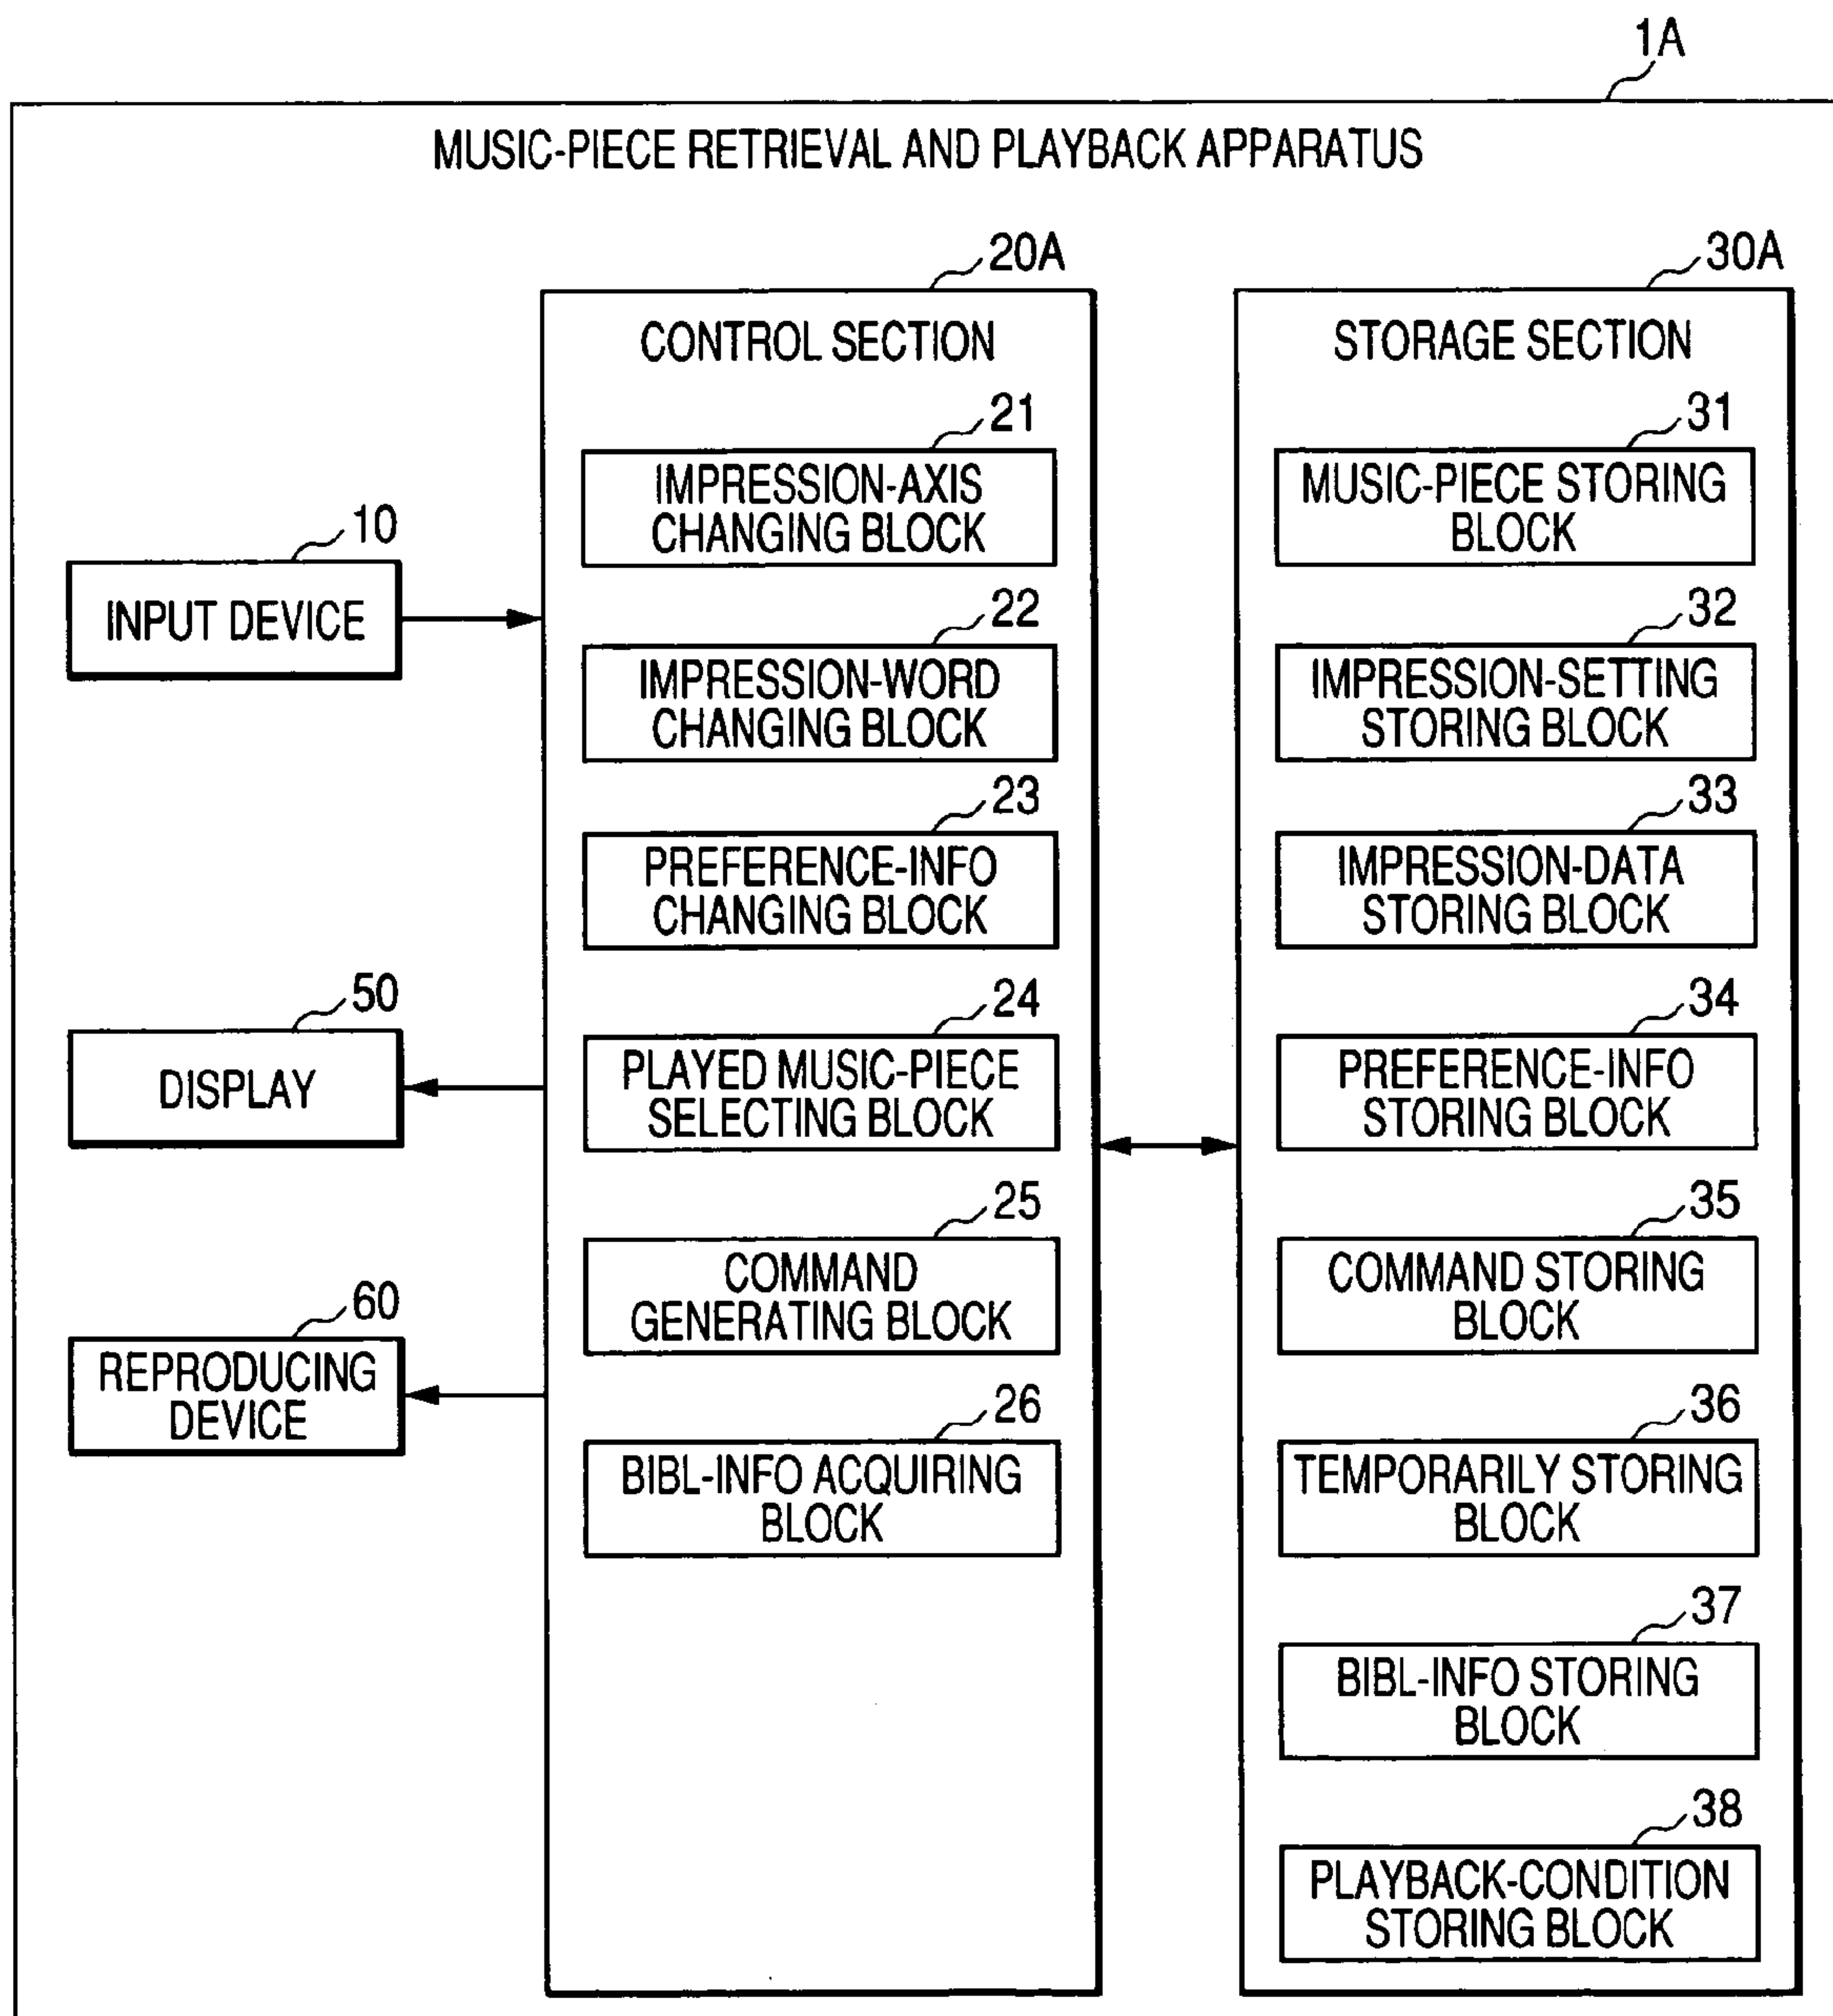 1A
MUSIC-PIECE RETRIEVAL AND PLAYBACK APPARATUS
10
INPUT DEVICE
50
DISPLAY
60
REPRODUCING
DEVICE
20A
CONTROL SECTION
21
IMPRESSION-AXIS
CHANGING BLOCK
22
IMPRESSION-WORD
CHANGING BLOCK
23
PREFERENCE-INFO
CHANGING BLOCK
24
PLAYED MUSIC-PIECE
SELECTING BLOCK
25
COMMAND
GENERATING BLOCK
26
BIBL-INFO ACQUIRING
BLOCK
30A
STORAGE SECTION
31
MUSIC-PIECE STORING
BLOCK
32
IMPRESSION-SETTING
STORING BLOCK
33
IMPRESSION-DATA
STORING BLOCK
34
PREFERENCE-INFO
STORING BLOCK
35
COMMAND STORING
BLOCK
36
TEMPORARILY STORING
BLOCK
37
BIBL-INFO STORING
BLOCK
38
PLAYBACK-CONDITION
STORING BLOCK